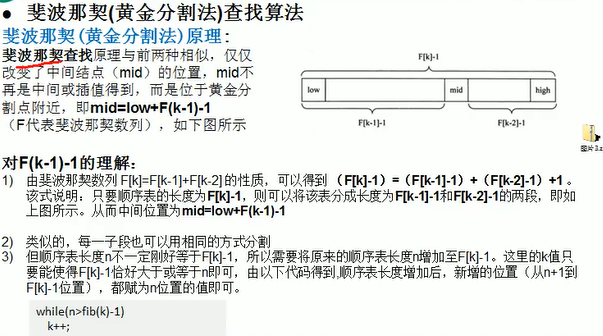 ● 斐波那契(黄金分割法)查找算法
斐波那契(黄金分割法)原理：
斐波那契查找原理与前两种相似，仅仅
改变了中间结点（mid）的位置，mid不
再是中间或插值得到，而是位于黄金分
割点附近，即mid=low+F(k-1)-1
（F代表斐波那契数列），如下图所示
F[k]-1
low
mid
high
F[k-1]-1
F[k-2]-1
图片3.z
对F(k-1)-1的理解：
1) 由斐波那契数列 F[k]=F[k-1]+F[k-2] 的性质，可以得到 （F[k]-1）=（F[k-1]-1）+（F[k-2]-1）+1 。
该式说明：只要顺序表的长度为F[k]-1，则可以将该表分成长度为F[k-1]-1和F[k-2]-1的两段，即如
上图所示。从而中间位置为mid=low+F(k-1)-1
2) 类似的，每一子段也可以用相同的方式分割
3) 但顺序表长度n不一定刚好等于F[k]-1，所以需要将原来的顺序表长度n增加至F[k]-1。这里的k值只
要能使得F[k]-1恰好大于或等于n即可，由以下代码得到,顺序表长度增加后，新增的位置（从n+1到
F[k]-1位置），都赋为n位置的值即可。
while(n>fib(k)-1)
k++;